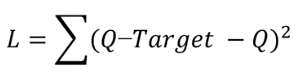 L = ∑(Q−Target − Q)²